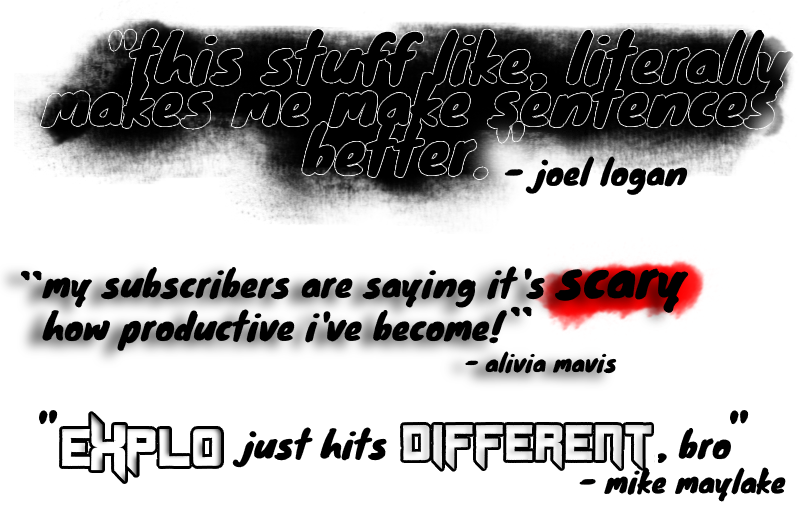 "this stuff like, literally
makes me make sentences
better."
- joel logan
"my subscribers are saying it's scary
how productive i've become!"
- alivia mavis
"EXPLO just hits DIFFERENT, bro"
- mike maylake